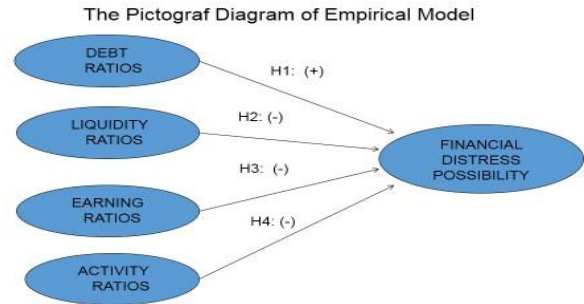 The Pictograf Diagram of Empirical Model
DEBT
RATIOS
H1: (+)
LIQUIDITY
RATIOS
H2: (-)
FINANCIAL
DISTRESS
POSSIBILITY
H3: (-)
EARNING
RATIOS
H4: (-)
ACTIVITY
RATIOS